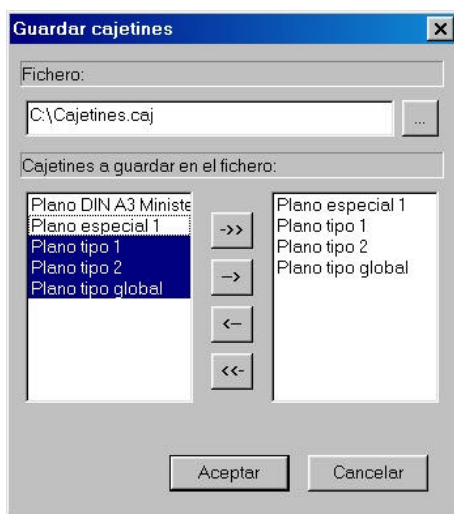 Guardar cajetines
Fichero:
C:\Cajetines.caj
...
Cajetines a guardar en el fichero:
Plano DIN A3 Ministe
Plano especial 1
Plano tipo 1
Plano tipo 2
Plano tipo global
->>
–>
<–
<<-
Plano especial 1
Plano tipo 1
Plano tipo 2
Plano tipo global
Aceptar
Cancelar